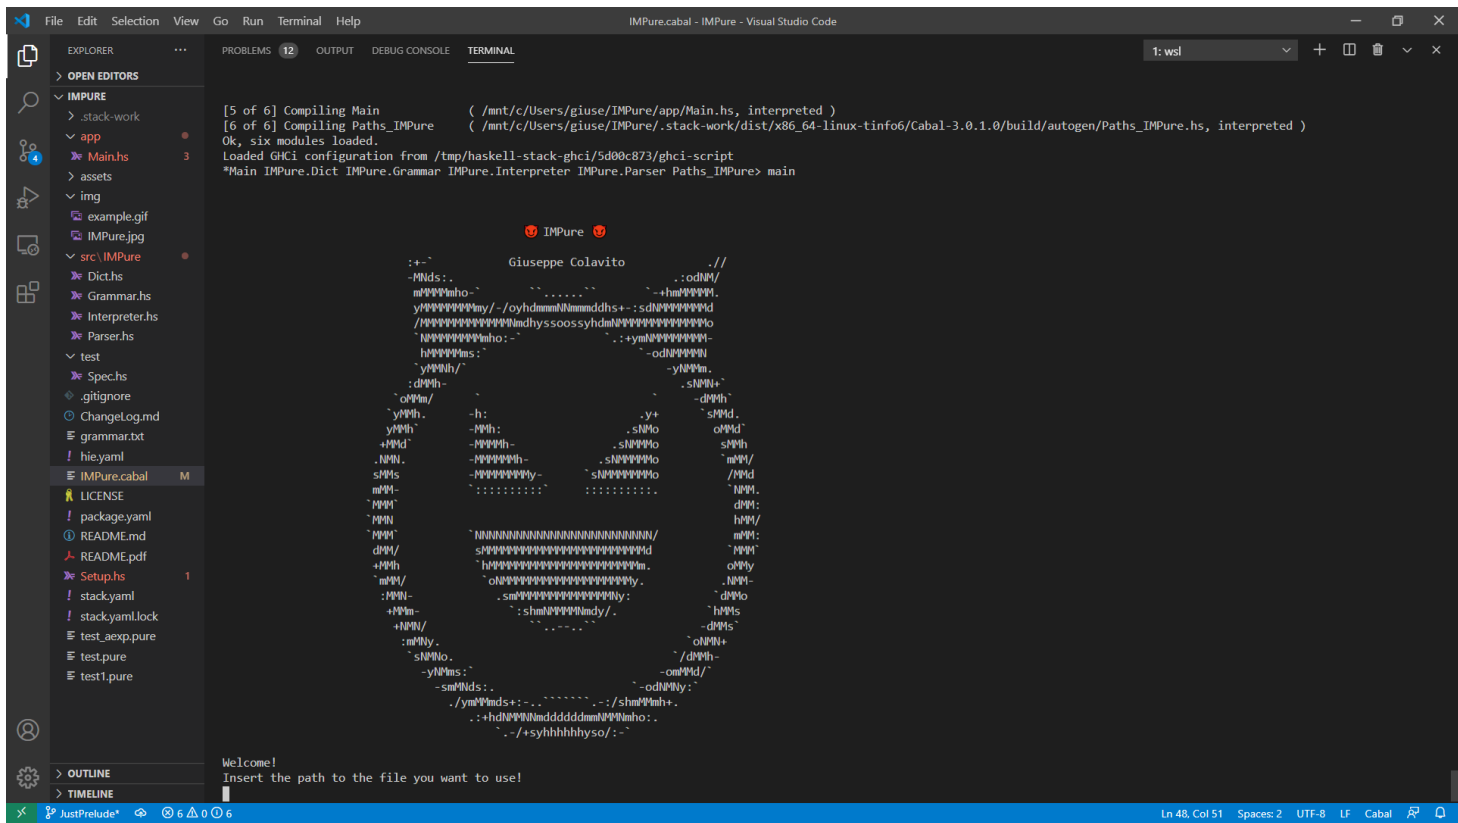 File Edit Selection View Go Run Terminal Help IMPure.cabal - IMPure - Visual Studio Code
EXPLORER ···
PROBLEMS 12 OUTPUT DEBUG CONSOLE TERMINAL 1: wsl
> OPEN EDITORS
IMPURE
> .stack-work
app
Main.hs 3
> assets
img
example.gif
IMPure.jpg
src\IMPure
Dict.hs
Grammar.hs
Interpreter.hs
Parser.hs
test
Spec.hs
.gitignore
ChangeLog.md
grammar.txt
! hie.yaml
IMPure.cabal M
LICENSE
! package.yaml
README.md
README.pdf
Setup.hs 1
! stack.yaml
! stack.yaml.lock
test_aexp.pure
test.pure
test1.pure
> OUTLINE
> TIMELINE
4
[5 of 6] Compiling Main ( /mnt/c/Users/giuse/IMPure/app/Main.hs, interpreted )
[6 of 6] Compiling Paths_IMPure ( /mnt/c/Users/giuse/IMPure/.stack-work/dist/x86_64-linux-tinfo6/Cabal-3.0.1.0/build/autogen/Paths_IMPure.hs, interpreted )
Ok, six modules loaded.
Loaded GHCi configuration from /tmp/haskell-stack-ghci/5d00c873/ghci-script
*Main IMPure.Dict IMPure.Grammar IMPure.Interpreter IMPure.Parser Paths_IMPure> main
IMPure
Giuseppe Colavito
Welcome!
Insert the path to the file you want to use!
JustPrelude* 6 0 6 Ln 48, Col 51 Spaces: 2 UTF-8 LF Cabal